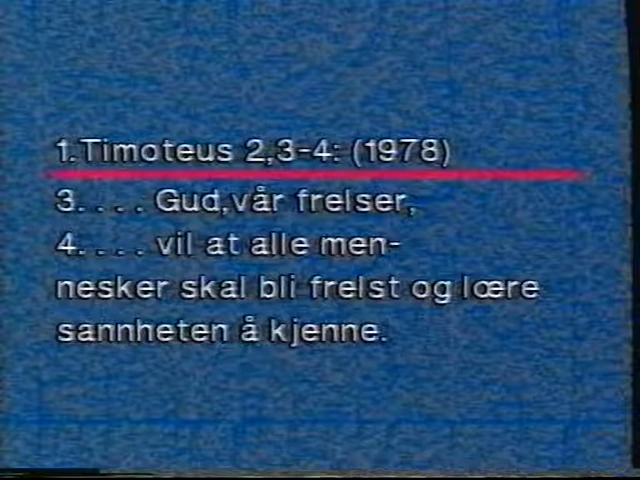 1.Timoteus 2,3-4: (1978)
3. . . . Gud,vår frelser,
4. . . . vil at alle men-
nesker skal bli frelst og lære
sannheten å kjenne.